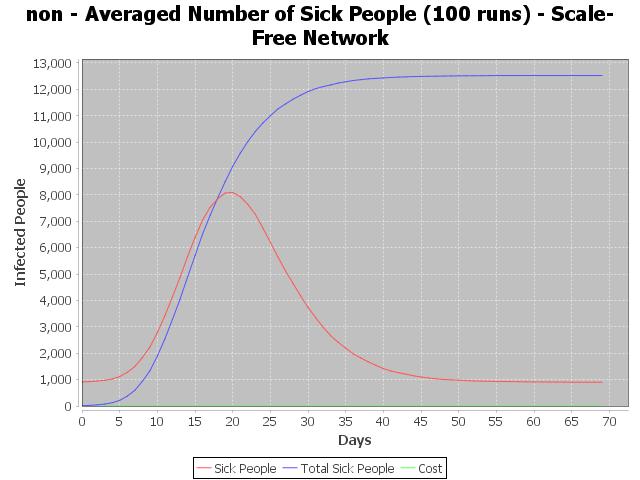 non - Averaged Number of Sick People (100 runs) - Scale-
Free Network
13,000
12,000
11,000
10,000
9,000
8,000
7,000
6,000
5,000
4,000
3,000
2,000
1,000
0
Infected People
0 5 10 15 20 25 30 35 40 45 50 55 60 65 70
Days
Sick People Total Sick People Cost